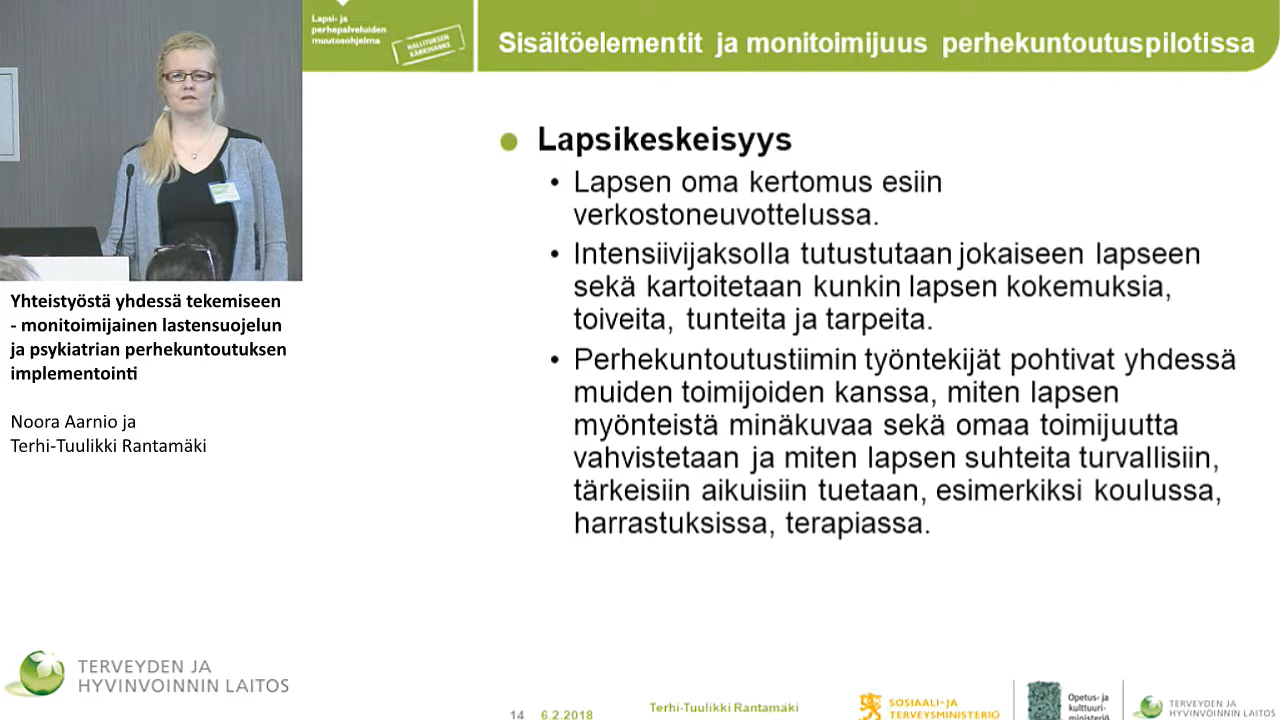 Lapsi- ja
perhepalveluiden
muutosohjelma
HALLITUKSEN
KÄRKIHANKE
Sisältöelementit ja monitoimijuus perhekuntoutuspilotissa
Lapsikeskeisyys
• Lapsen oma kertomus esiin
verkostoneuvottelussa.
• Intensiivijaksolla tutustutaan jokaiseen lapseen
sekä kartoitetaan kunkin lapsen kokemuksia,
toiveita, tunteita ja tarpeita.
• Perhekuntoutustiimin työntekijät pohtivat yhdessä
muiden toimijoiden kanssa, miten lapsen
myönteistä minäkuvaa sekä omaa toimijuutta
vahvistetaan ja miten lapsen suhteita turvallisiin,
tärkeisiin aikuisiin tuetaan, esimerkiksi koulussa,
harrastuksissa, terapiassa.
Yhteistyöstä yhdessä tekemiseen
- monitoimijainen lastensuojelun
ja psykiatrian perhekuntoutuksen
implementointi
Noora Aarnio ja
Terhi-Tuulikki Rantamäki
TERVEYDEN JA
HYVINVOINNIN LAITOS
14 6.2.2018
Terhi-Tuulikki Rantamäki
SOSIAALI- JA
TERVEYSMINISTERIÖ
Opetus- ja
kulttuuri-
ministeriö
TERVEYDEN JA
HYVINVOINNIN LAITOS